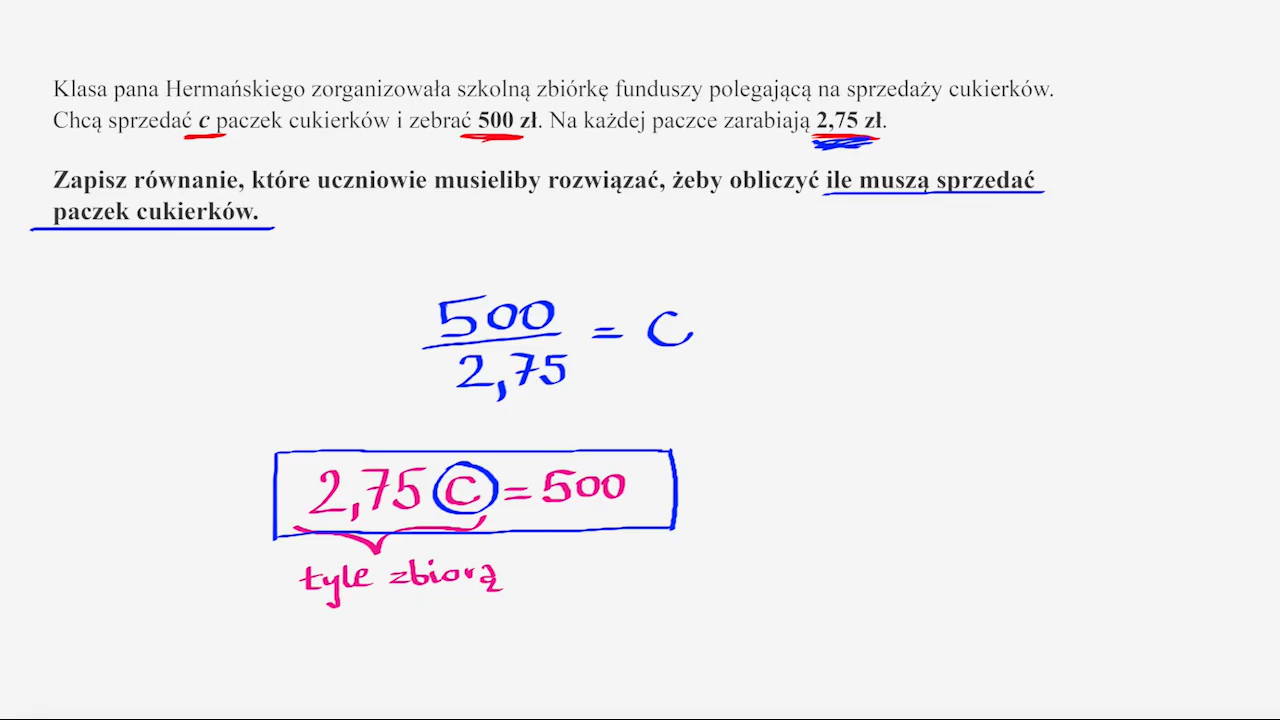 Klasa pana Hermańskiego zorganizowała szkolną zbiórkę funduszy polegającą na sprzedaży cukierków.
Chcą sprzedać c paczek cukierków i zebrać 500 zł. Na każdej paczce zarabiają 2,75 zł.
Zapisz równanie, które uczniowie musieliby rozwiązać, żeby obliczyć ile muszą sprzedać
paczek cukierków.
500
= C
2,75
2,75 C = 500
tyle zbiorą